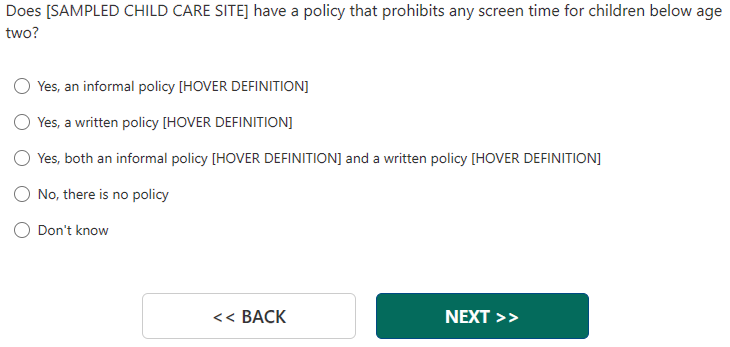 Does [SAMPLED CHILD CARE SITE] have a policy that prohibits any screen time for children below age
two?
Yes, an informal policy [HOVER DEFINITION]
Yes, a written policy [HOVER DEFINITION]
Yes, both an informal policy [HOVER DEFINITION] and a written policy [HOVER DEFINITION]
No, there is no policy
Don't know
<< BACK
NEXT >>